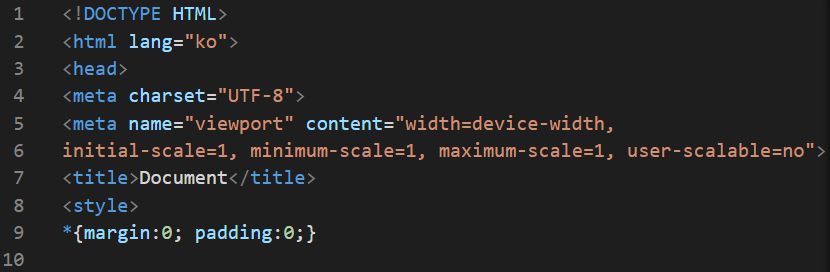 1 <!DOCTYPE HTML>
2 <html lang="ko">
3 <head>
4 <meta charset="UTF-8">
5 <meta name="viewport" content="width=device-width,
6 initial-scale=1, minimum-scale=1, maximum-scale=1, user-scalable=no">
7 <title>Document</title>
8 <style>
9 *{margin:0; padding:0;}
10